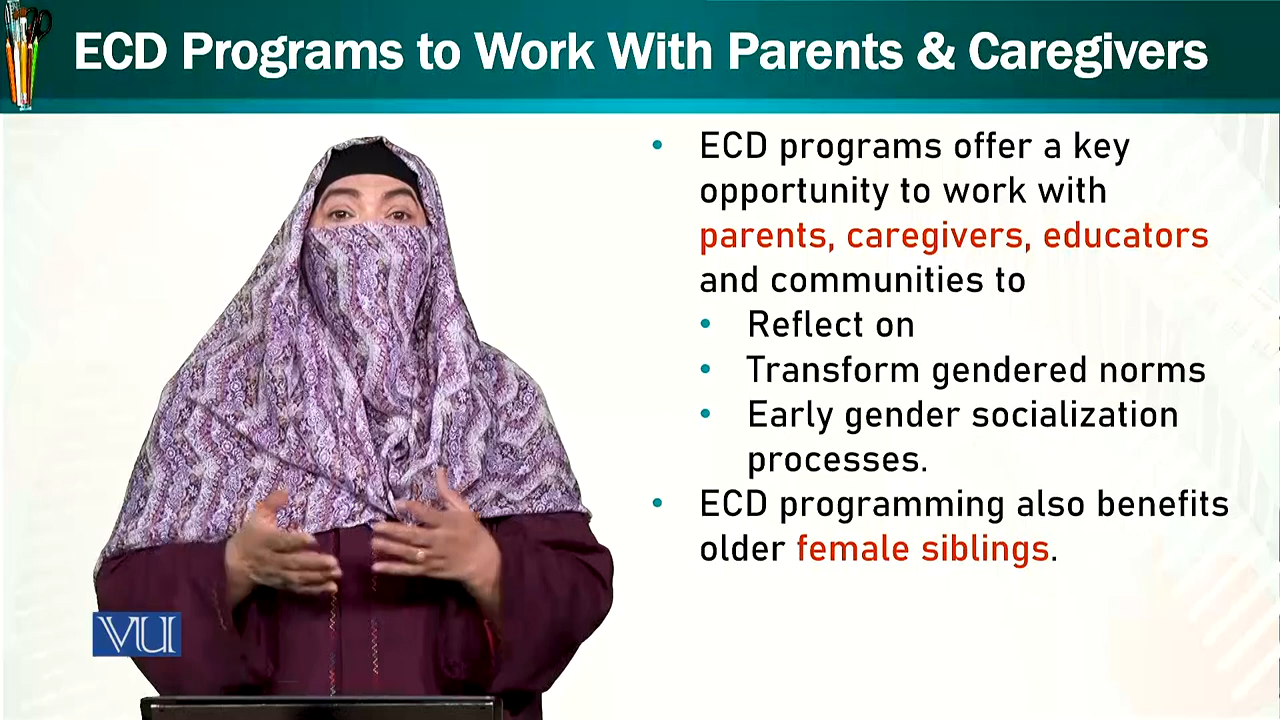 ECD Programs to Work With Parents & Caregivers
• ECD programs offer a key
opportunity to work with
parents, caregivers, educators
and communities to
• Reflect on
• Transform gendered norms
• Early gender socialization
processes.
• ECD programming also benefits
older female siblings.
VU